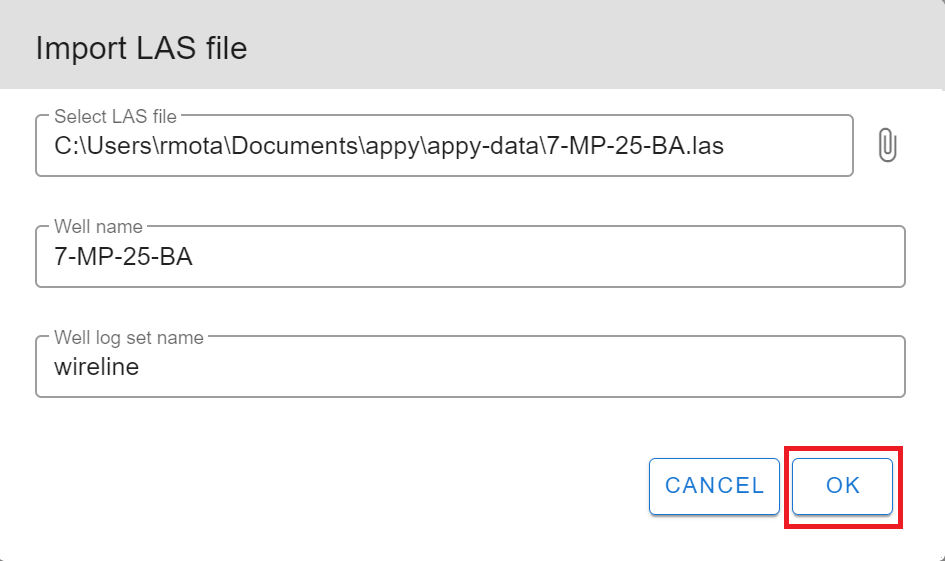 Import LAS file
Select LAS file
C:\Users\rmota\Documents\appy\appy-data\7-MP-25-BA.las
Well name
7-MP-25-BA
Well log set name
wireline
CANCEL OK